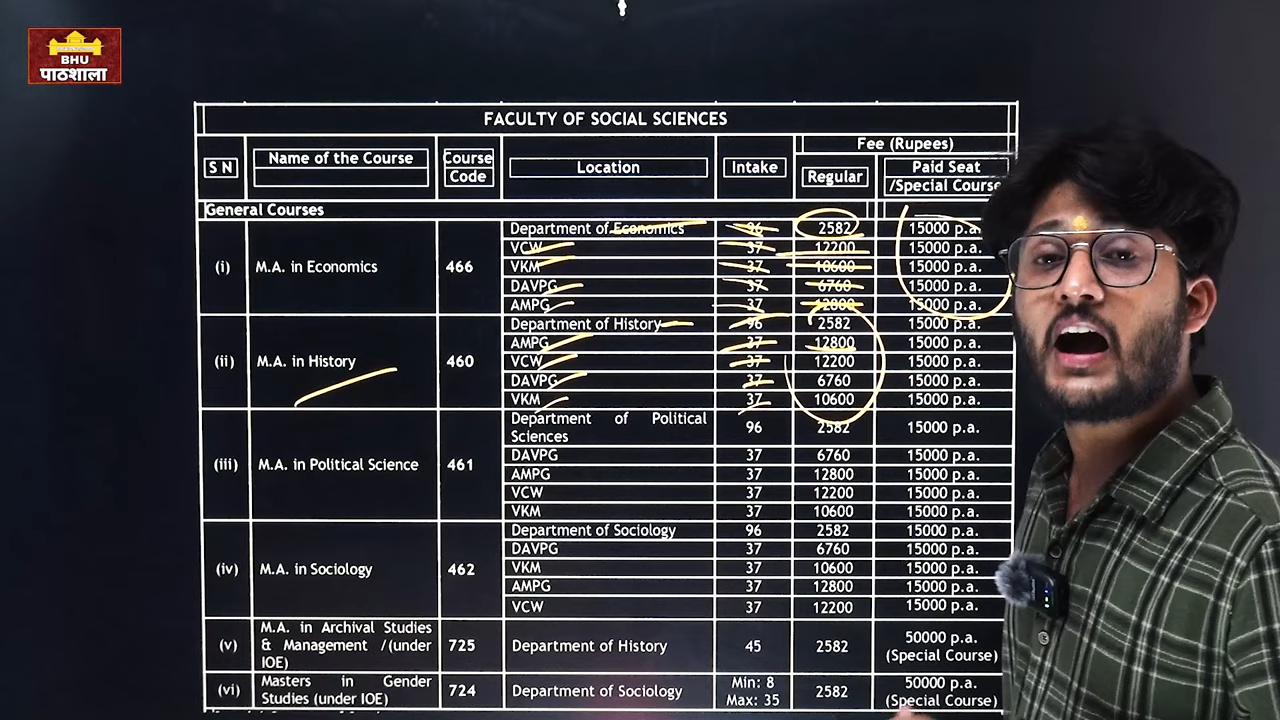 BHU
पाठशाला
FACULTY OF SOCIAL SCIENCES
S N Name of the Course Course Code Location Intake Fee (Rupees)
Regular Paid Seat /Special Course
General Courses
(i) M.A. in Economics 466 Department of Economics 96 2582 15000 p.a.
VCW 37 12200 15000 p.a.
VKM 37 10600 15000 p.a.
DAVPG 37 6760 15000 p.a.
AMPG 37 12800 15000 p.a.
(ii) M.A. in History 460 Department of History 96 2582 15000 p.a.
AMPG 37 12800 15000 p.a.
VCW 37 12200 15000 p.a.
DAVPG 37 6760 15000 p.a.
VKM 37 10600 15000 p.a.
(iii) M.A. in Political Science 461 Department of Political Sciences 96 2582 15000 p.a.
DAVPG 37 6760 15000 p.a.
AMPG 37 12800 15000 p.a.
VCW 37 12200 15000 p.a.
VKM 37 10600 15000 p.a.
(iv) M.A. in Sociology 462 Department of Sociology 96 2582 15000 p.a.
DAVPG 37 6760 15000 p.a.
VKM 37 10600 15000 p.a.
AMPG 37 12800 15000 p.a.
VCW 37 12200 15000 p.a.
(v) M.A. in Archival Studies & Management /(under IOE) 725 Department of History 45 2582 50000 p.a. (Special Course)
(vi) Masters in Gender Studies (under IOE) 724 Department of Sociology Min: 8 Max: 35 2582 50000 p.a. (Special Course)